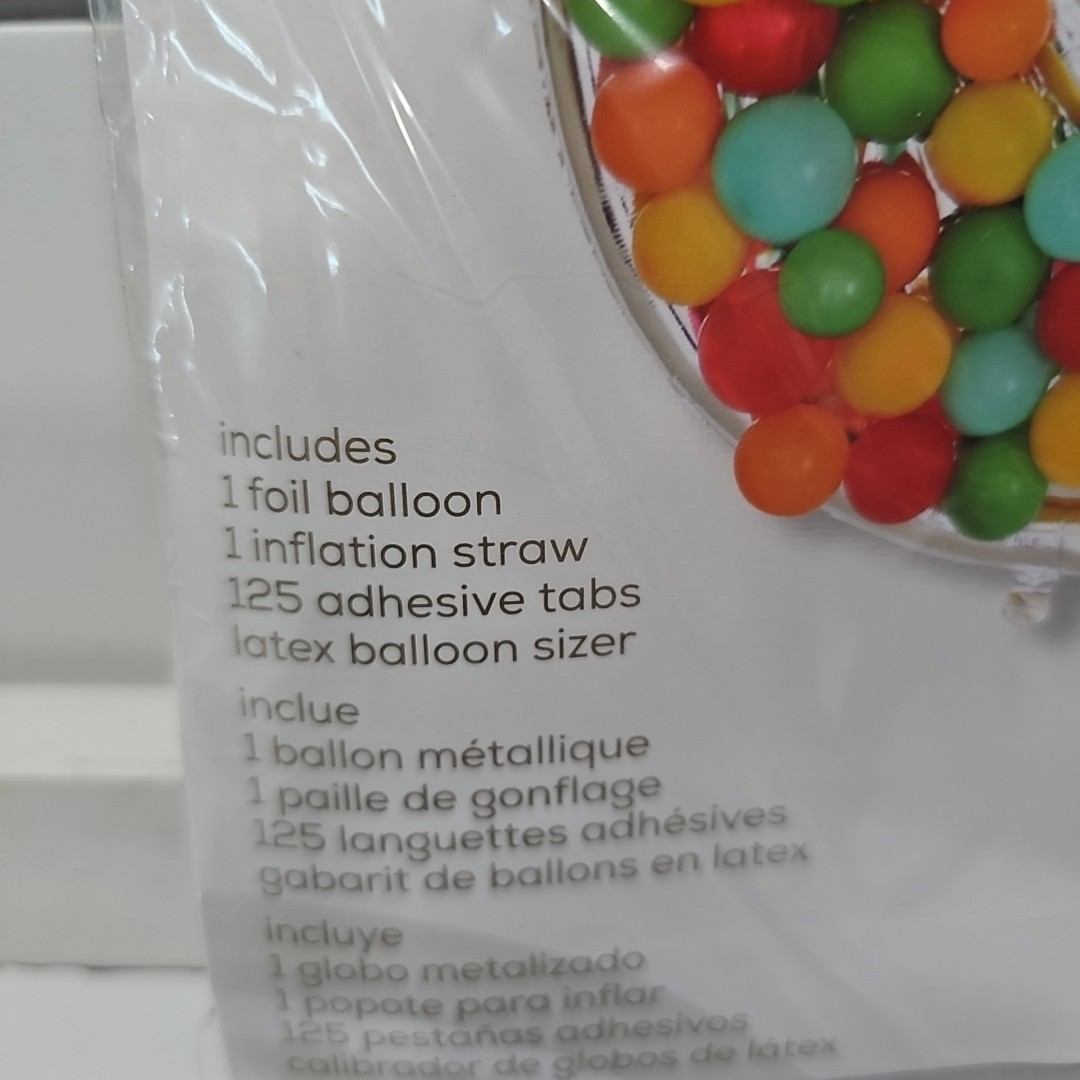 includes
1 foil balloon
1 inflation straw
125 adhesive tabs
latex balloon sizer
inclue
1 ballon métallique
1 paille de gonflage
125 languettes adhésives
gabarit de ballons en latex
incluye
1 globo metalizado
1 popote para inflar
125 pestañas adhesivos
calibrador de globos de látex